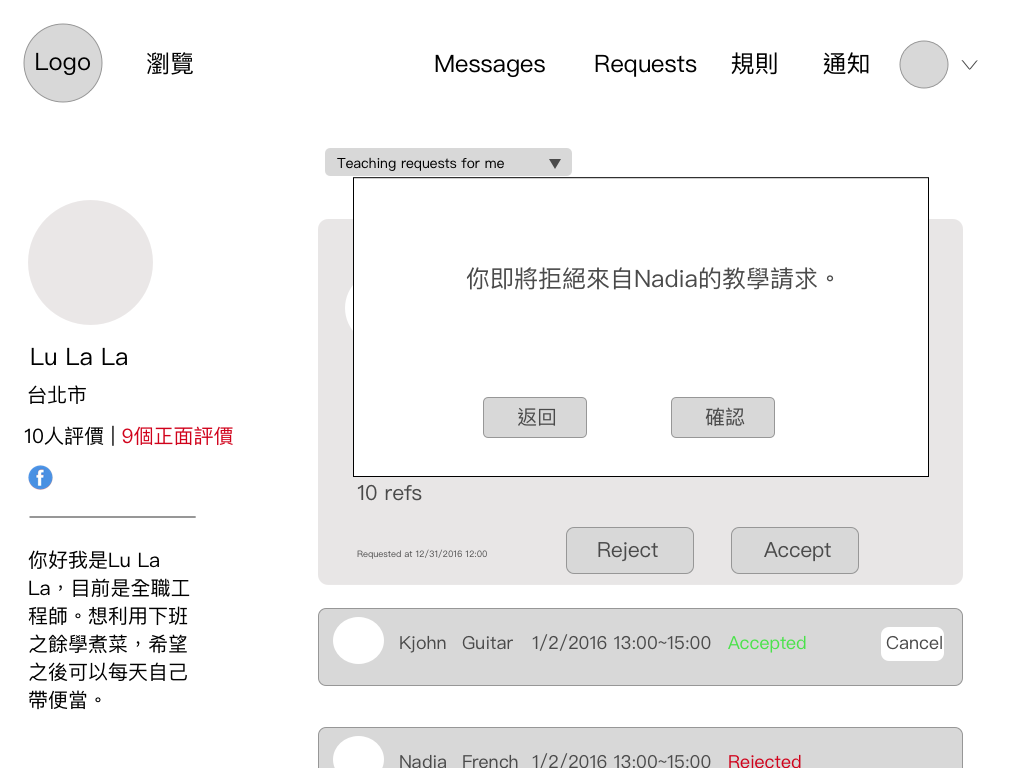 Logo
瀏覽
Messages
Requests
規則
通知
Teaching requests for me
你即將拒絕來自Nadia的教學請求。
返回
確認
Lu La La
台北市
10人評價 | 9個正面評價
你好我是Lu La
La，目前是全職工
程師。想利用下班
之餘學煮菜，希望
之後可以每天自己
帶便當。
10 refs
Requested at 12/31/2016 12:00
Reject
Accept
Kjohn Guitar 1/2/2016 13:00~15:00 Accepted Cancel
Nadia French 1/2/2016 13:00~15:00 Rejected